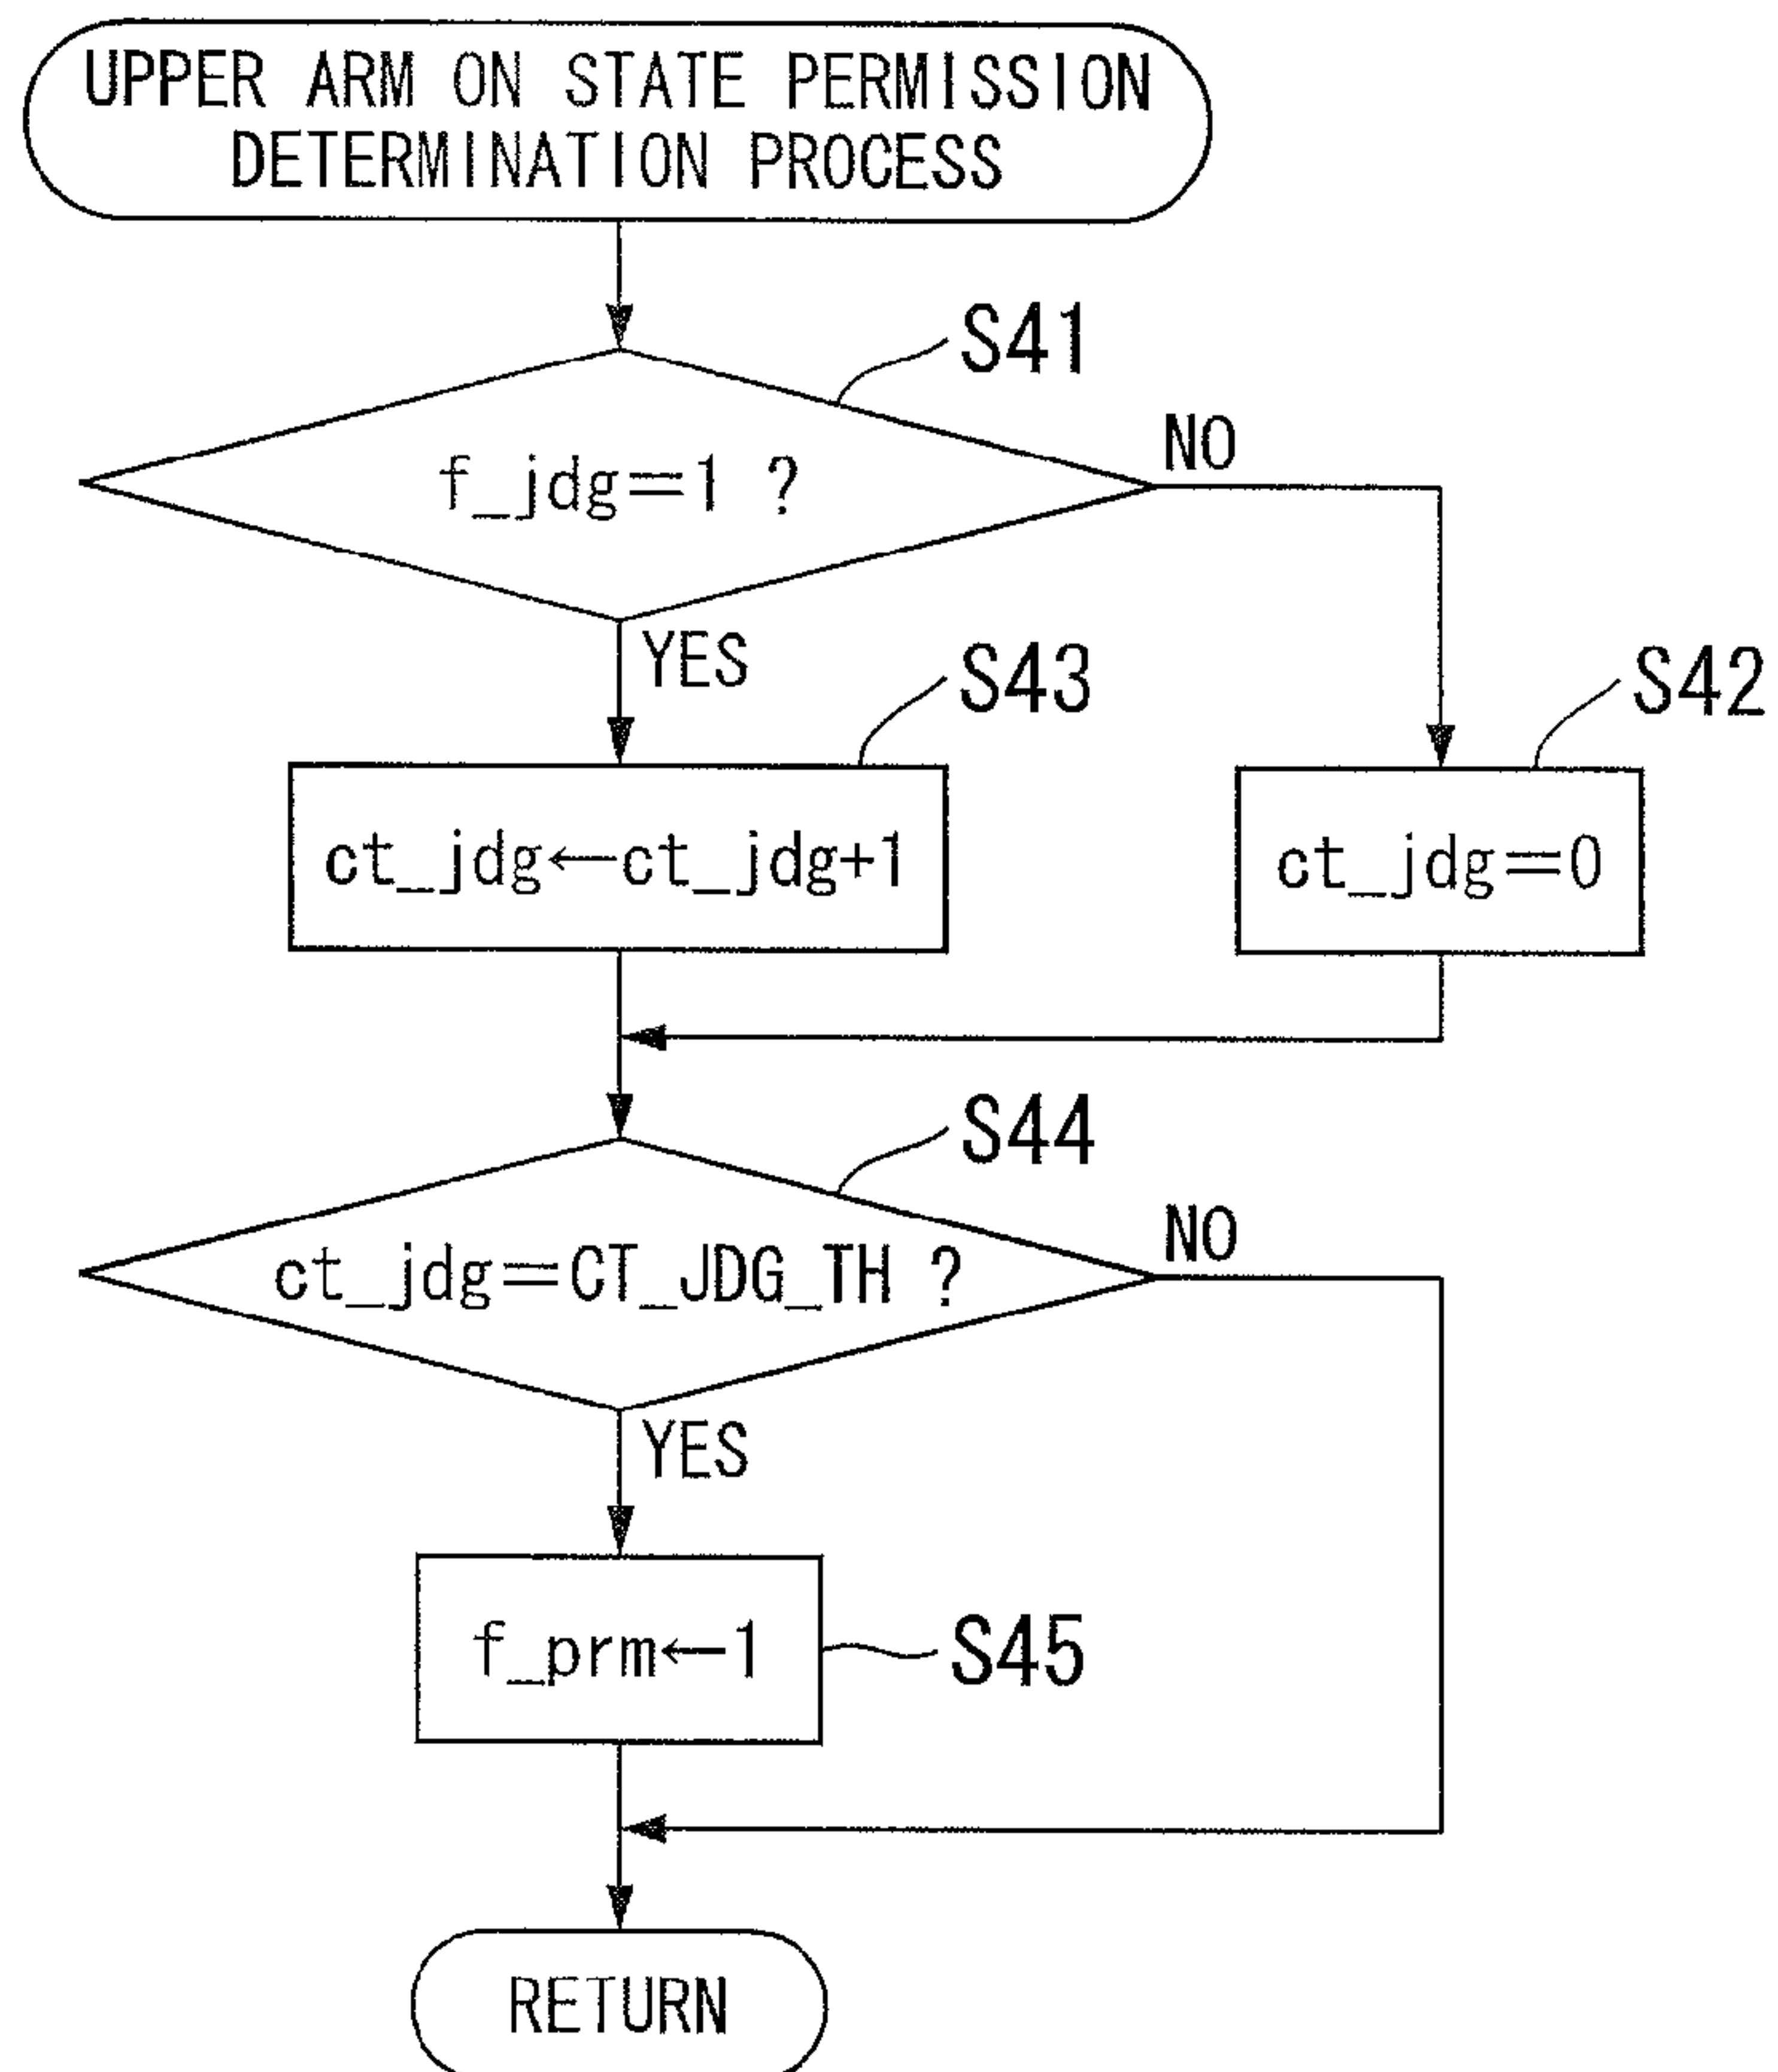 UPPER ARM ON STATE PERMISSION
DETERMINATION PROCESS
S41
f_jdg=1 ?
NO
YES
S43
S42
ct_jdg←ct_jdg+1
ct_jdg=0
S44
ct_jdg=CT_JDG_TH ?
NO
YES
f_prm←1
S45
RETURN